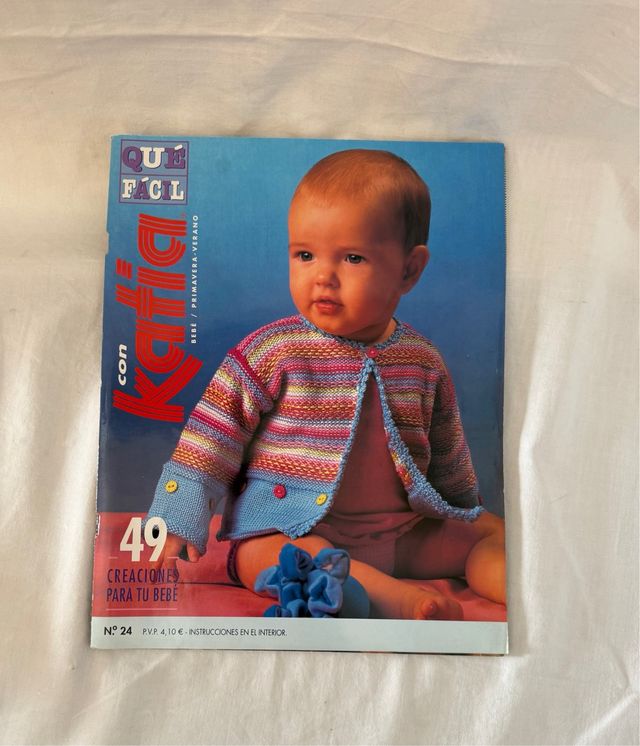 QUÉ
FÁCIL
con Katia
BEBÉ / PRIMAVERA-VERANO
49
CREACIONES
PARA TU BEBÉ
N.º 24 P.V.P. 4,10 € - INSTRUCCIONES EN EL INTERIOR.